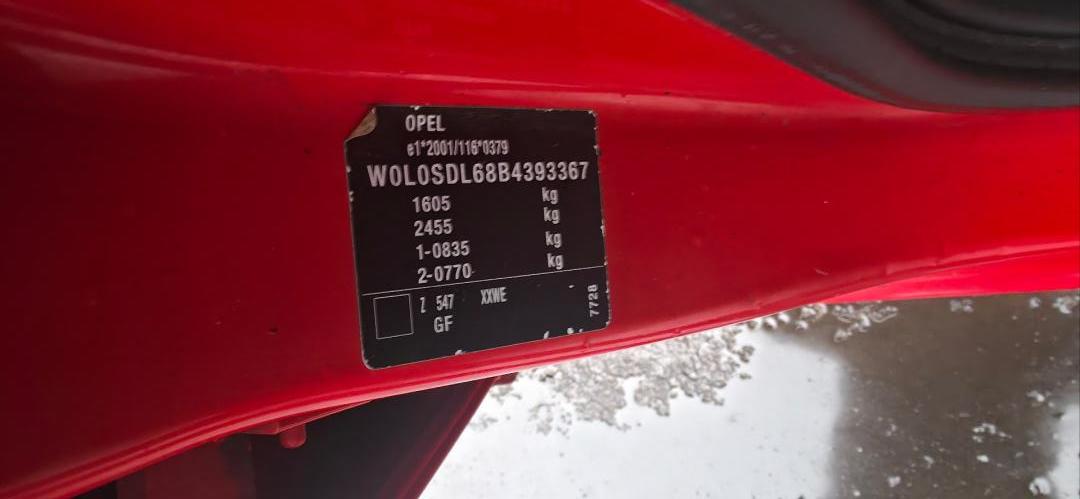 OPEL
e1*2001/116*0379
W0L0SDL68B4393367
1605 kg
2455 kg
1-0835 kg
2-0770 kg
Z 547 XXWE
GF
7728